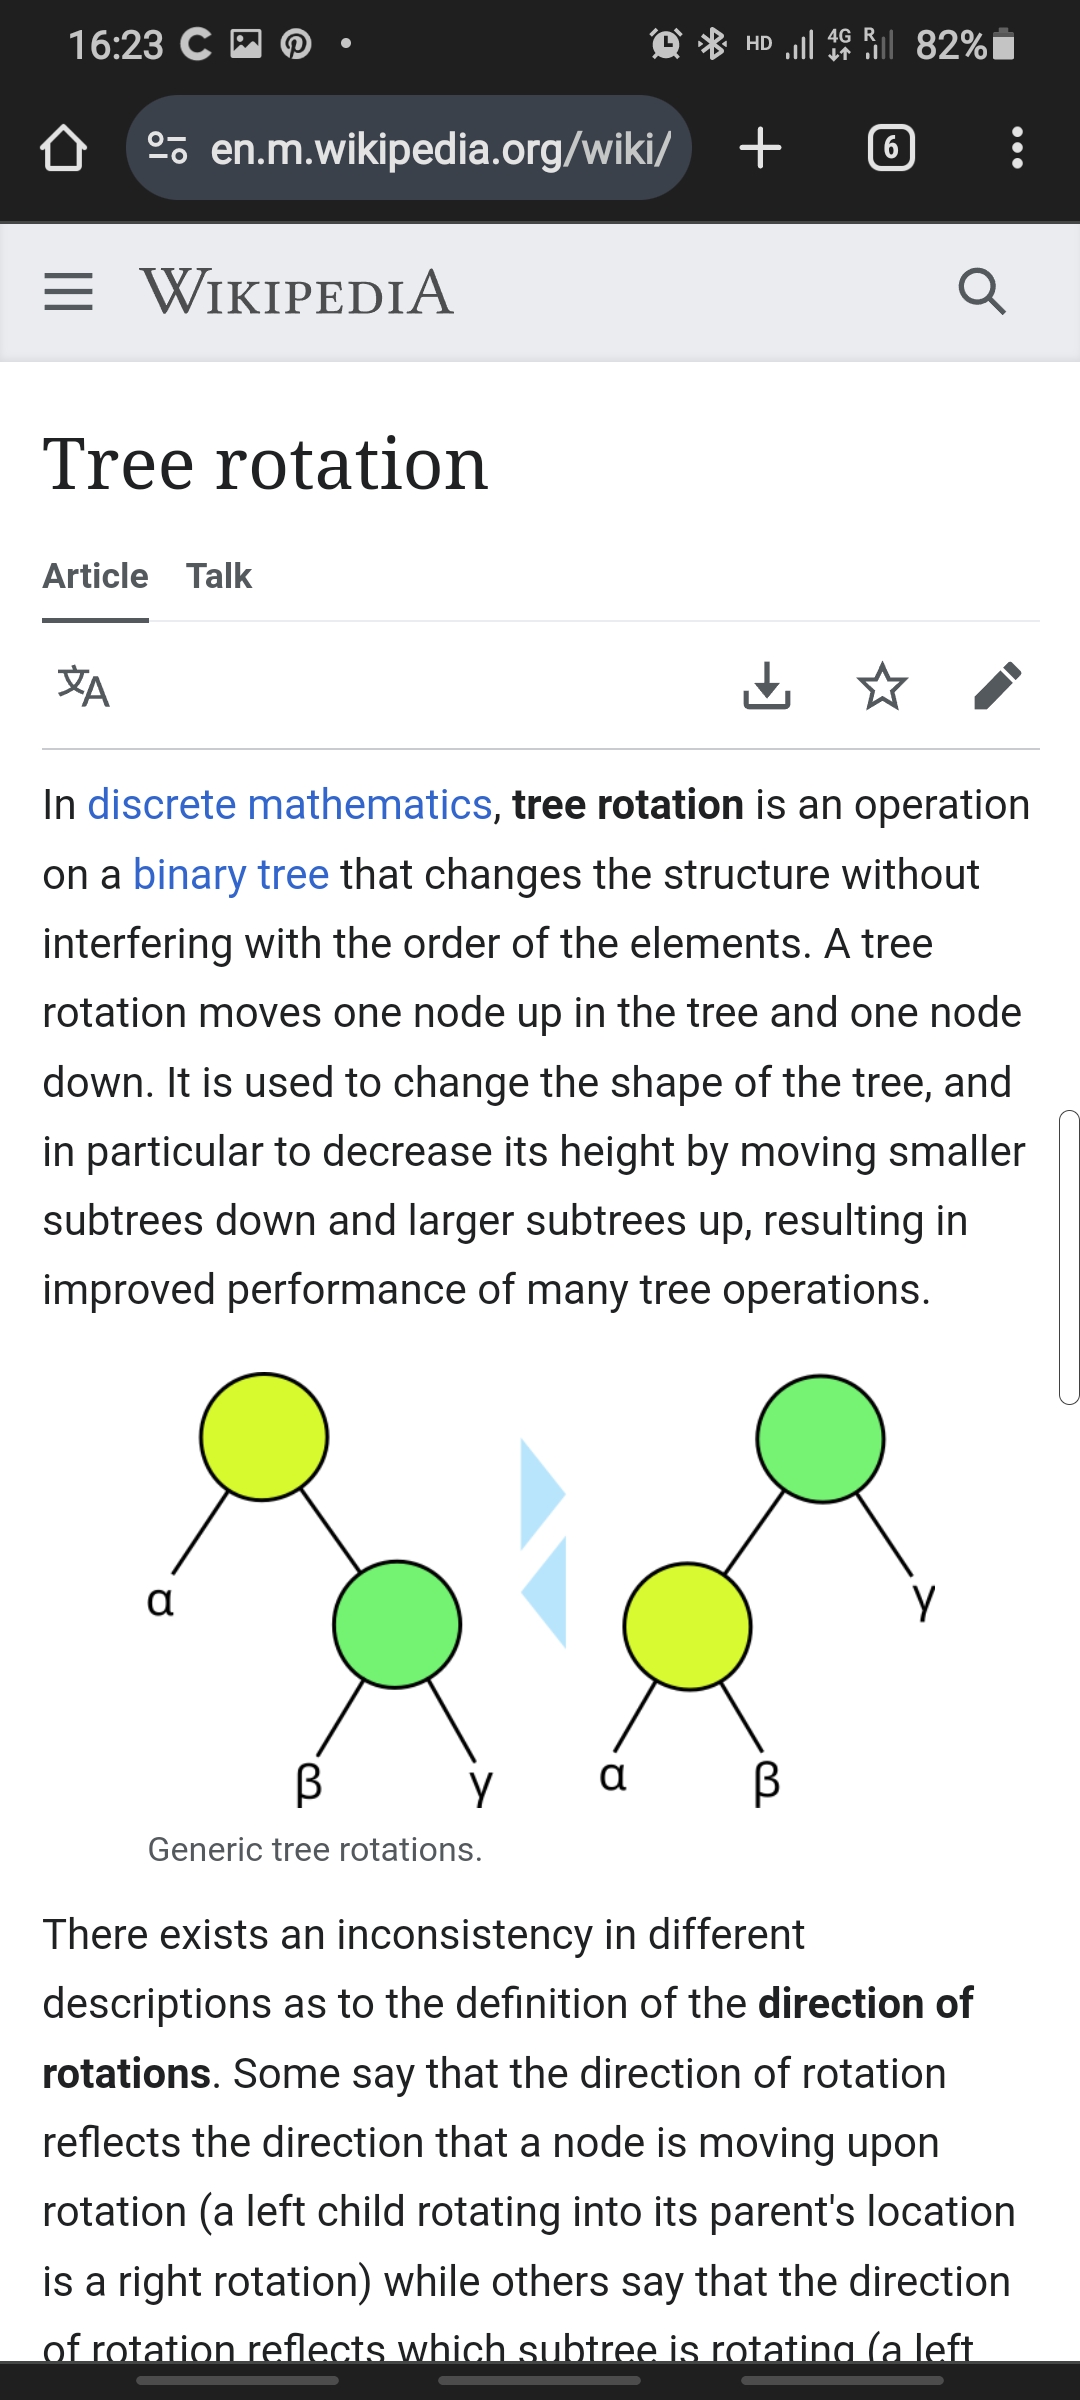 16:23
HD 4G R 82%
en.m.wikipedia.org/wiki/
6
WIKIPEDIA
Tree rotation
Article Talk
文A
In discrete mathematics, tree rotation is an operation
on a binary tree that changes the structure without
interfering with the order of the elements. A tree
rotation moves one node up in the tree and one node
down. It is used to change the shape of the tree, and
in particular to decrease its height by moving smaller
subtrees down and larger subtrees up, resulting in
improved performance of many tree operations.
α γ
β γ α β
Generic tree rotations.
There exists an inconsistency in different
descriptions as to the definition of the direction of
rotations. Some say that the direction of rotation
reflects the direction that a node is moving upon
rotation (a left child rotating into its parent's location
is a right rotation) while others say that the direction
of rotation reflects which subtree is rotating (a left